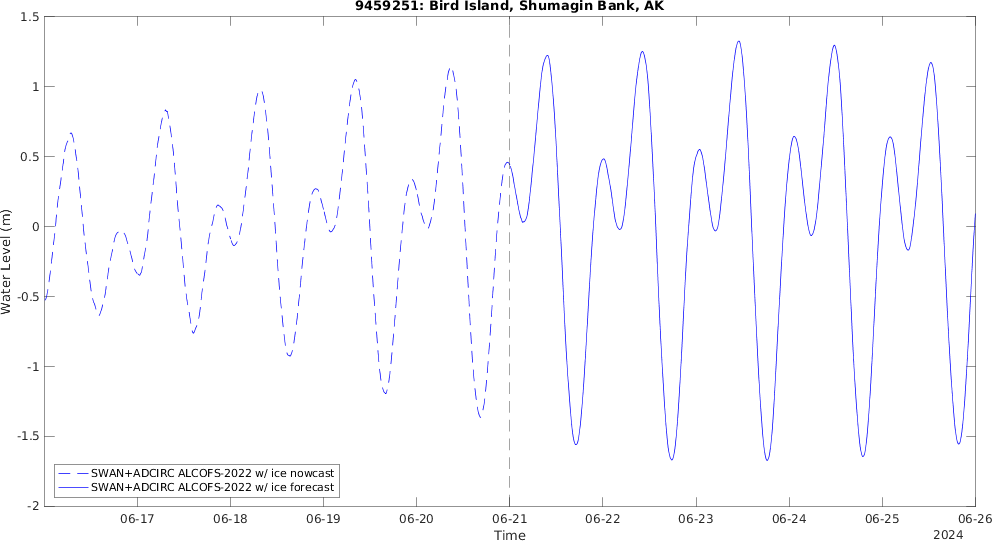 9459251: Bird Island, Shumagin Bank, AK
1.5
1
0.5
0
-0.5
-1
-1.5
-2
Water Level (m)
SWAN+ADCIRC ALCOFS-2022 w/ ice nowcast
SWAN+ADCIRC ALCOFS-2022 w/ ice forecast
06-17 06-18 06-19 06-20 06-21 06-22 06-23 06-24 06-25 06-26
Time
2024